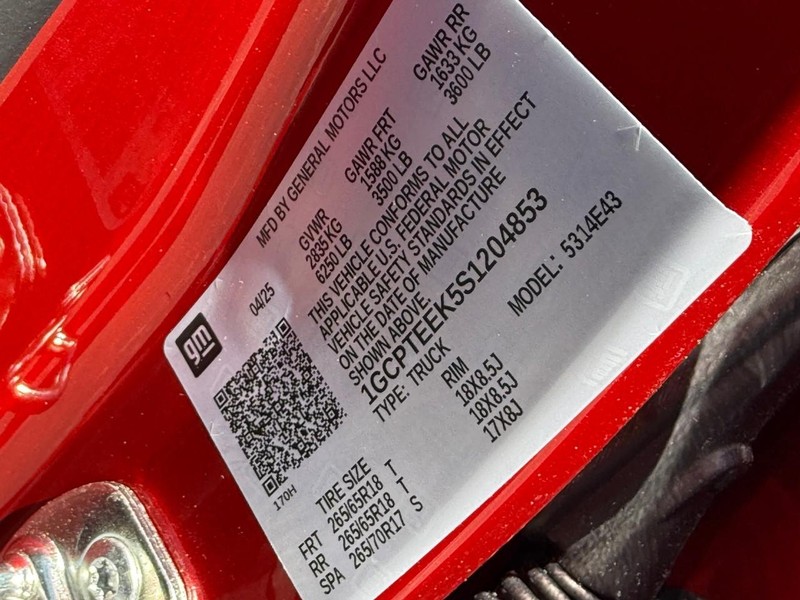 gm
04/25
MFD BY GENERAL MOTORS LLC
GVWR GAWR FRT GAWR RR
2835 KG 1588 KG 1633 KG
6250 LB 3500 LB 3600 LB
THIS VEHICLE CONFORMS TO ALL
APPLICABLE U.S. FEDERAL MOTOR
VEHICLE SAFETY STANDARDS IN EFFECT
ON THE DATE OF MANUFACTURE
SHOWN ABOVE.
1GCPTEEK5S1204853
TYPE: TRUCK MODEL: 5314E43
170H
TIRE SIZE RIM
FRT 265/65R18 T 18X8.5J
RR 265/65R18 T 18X8.5J
SPA 265/70R17 S 17X8J